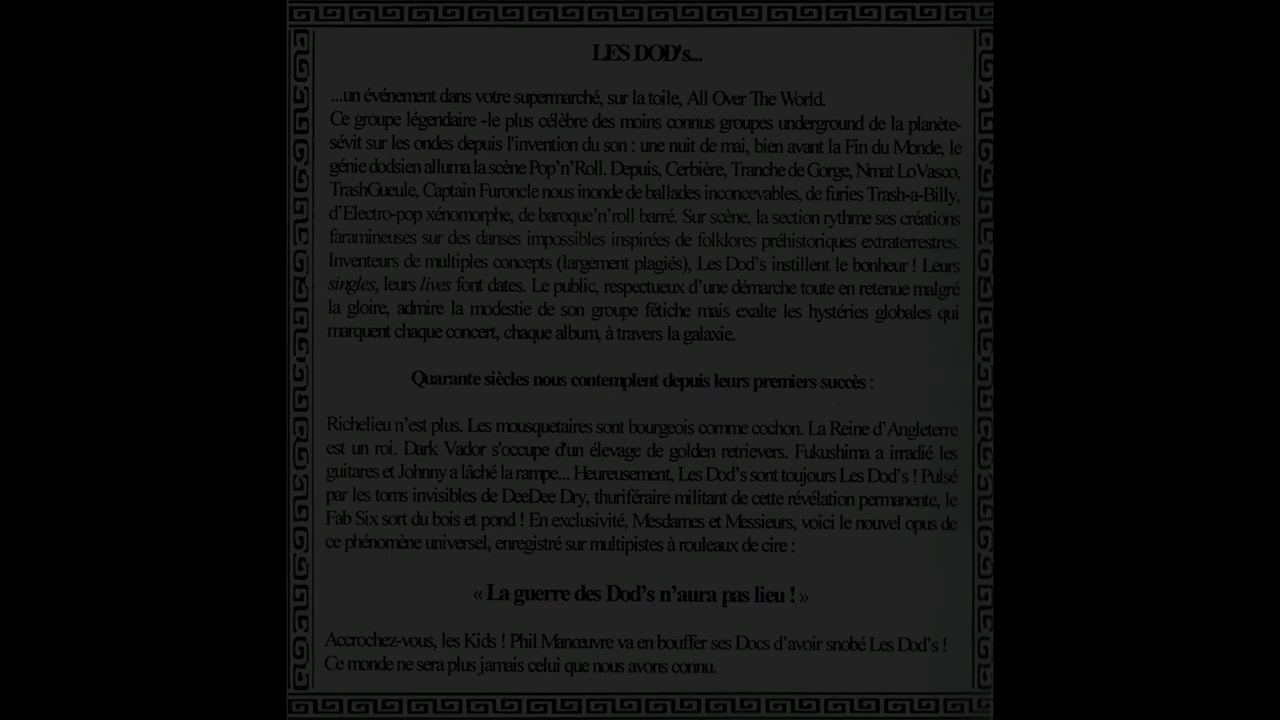 LES DOD's...
...un événement dans votre supermarché, sur la toile, All Over The World.
Ce groupe légendaire -le plus célèbre des moins connus groupes underground de la planète-
sévit sur les ondes depuis l'invention du son : une nuit de mai, bien avant la Fin du Monde, le
génie dodsien alluma la scène Pop’n’Roll. Depuis, Cerbière, Tranche de Gorge, Nmat LoVasco,
TrashGueule, Captain Furoncle nous inonde de ballades inconcevables, de furies Trash-a-Billy,
d’Electro-pop xénomorphe, de baroque’n’roll barré. Sur scène, la section rythme ses créations
faramineuses sur des danses impossibles inspirées de folklores préhistoriques extraterrestres.
Inventeurs de multiples concepts (largement plagiés), Les Dod’s instillent le bonheur ! Leurs
singles, leurs lives font dates. Le public, respectueux d’une démarche toute en retenue malgré
la gloire, admire la modestie de son groupe fétiche mais exalte les hystéries globales qui
marquent chaque concert, chaque album, à travers la galaxie.
Quarante siècles nous contemplent depuis leurs premiers succès :
Richelieu n’est plus. Les mousquetaires sont bourgeois comme cochon. La Reine d’Angleterre
est un roi. Dark Vador s'occupe d'un élevage de golden retrievers. Fukushima a irradié les
guitares et Johnny a lâché la rampe... Heureusement, Les Dod’s sont toujours Les Dod’s ! Pulsé
par les toms invisibles de DeeDee Dry, thuriféraire militant de cette révélation permanente, le
Fab Six sort du bois et pond ! En exclusivité, Mesdames et Messieurs, voici le nouvel opus de
ce phénomène universel, enregistré sur multipistes à rouleaux de cire :
« La guerre des Dod’s n’aura pas lieu ! »
Accrochez-vous, les Kids ! Phil Manœuvre va en bouffer ses Docs d’avoir snobé Les Dod’s !
Ce monde ne sera plus jamais celui que nous avons connu.